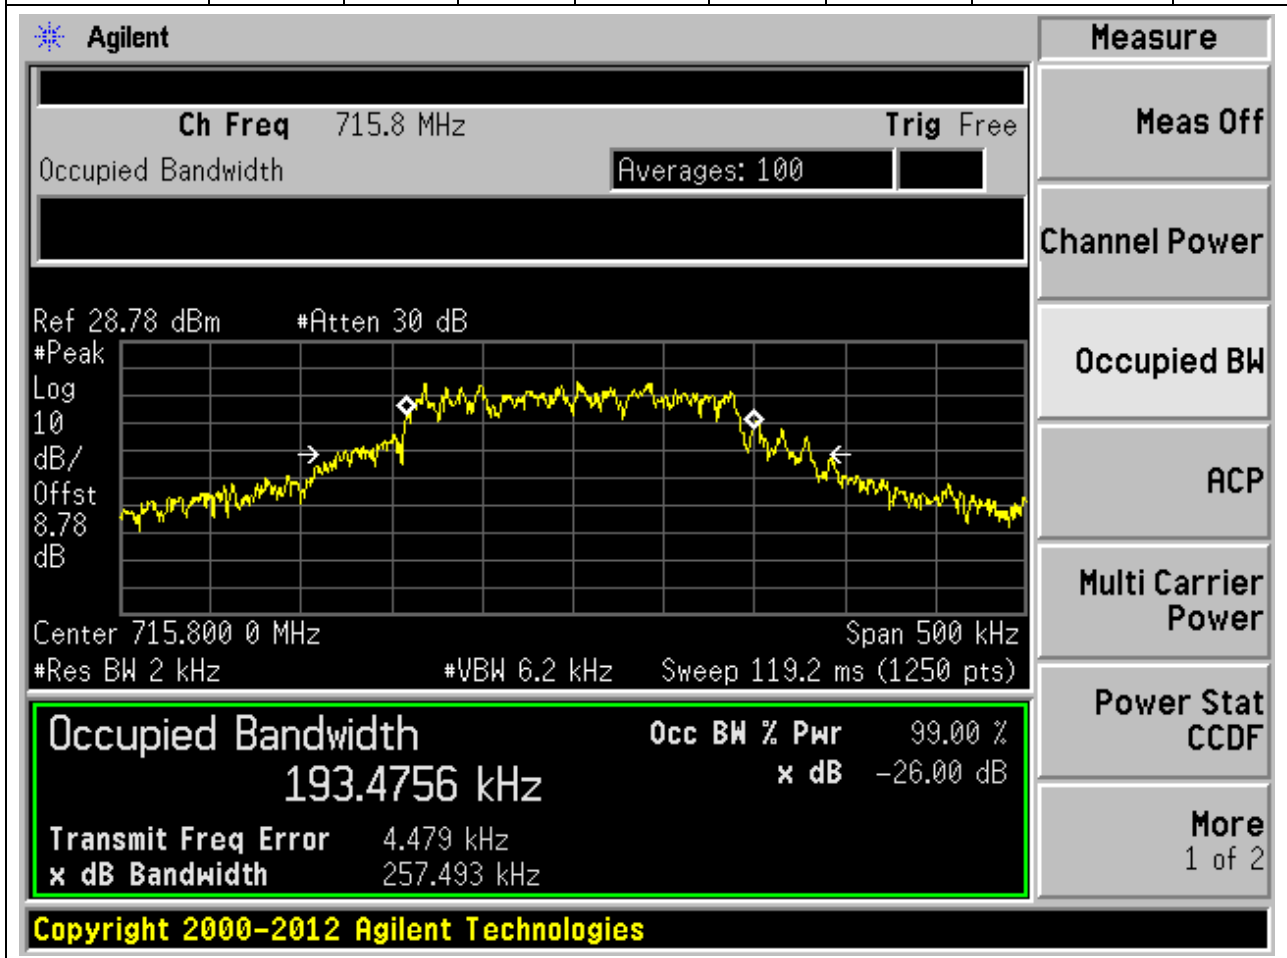 Agilent
Measure
Ch Freq 715.8 MHz Trig Free
Meas Off
Occupied Bandwidth Averages: 100
Channel Power
Ref 28.78 dBm #Atten 30 dB
#Peak
Log
10
dB/
Offst
8.78
dB
Occupied BW
ACP
Center 715.800 0 MHz Span 500 kHz
#Res BW 2 kHz #VBW 6.2 kHz Sweep 119.2 ms (1250 pts)
Multi Carrier
Power
Occupied Bandwidth Occ BW % Pwr 99.00 %
193.4756 kHz x dB -26.00 dB
Transmit Freq Error 4.479 kHz
x dB Bandwidth 257.493 kHz
Power Stat
CCDF
More
1 of 2
Copyright 2000-2012 Agilent Technologies